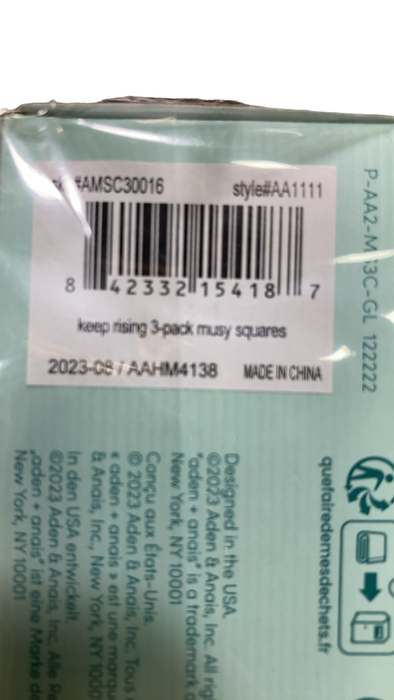 #AMSC30016 style#AA1111
8 42332 15418 7
keep rising 3-pack musy squares
2023-08 / AAHM4138 MADE IN CHINA
122222
quefairedemesdechets.fr
Designed in the USA.
©2023 Aden & Anais, Inc. All
"aden + anais" is a trademark
New York, NY 10001
Conçu aux États-Unis.
© 2023 Aden & Anais, Inc. Tous
« aden + anais » est une marque
& Anais, Inc., New York, NY 1000
In den USA entwickelt.
©2023 Aden & Anais, Inc. Alle
„aden + anais" ist eine Marke
New York, NY 10001